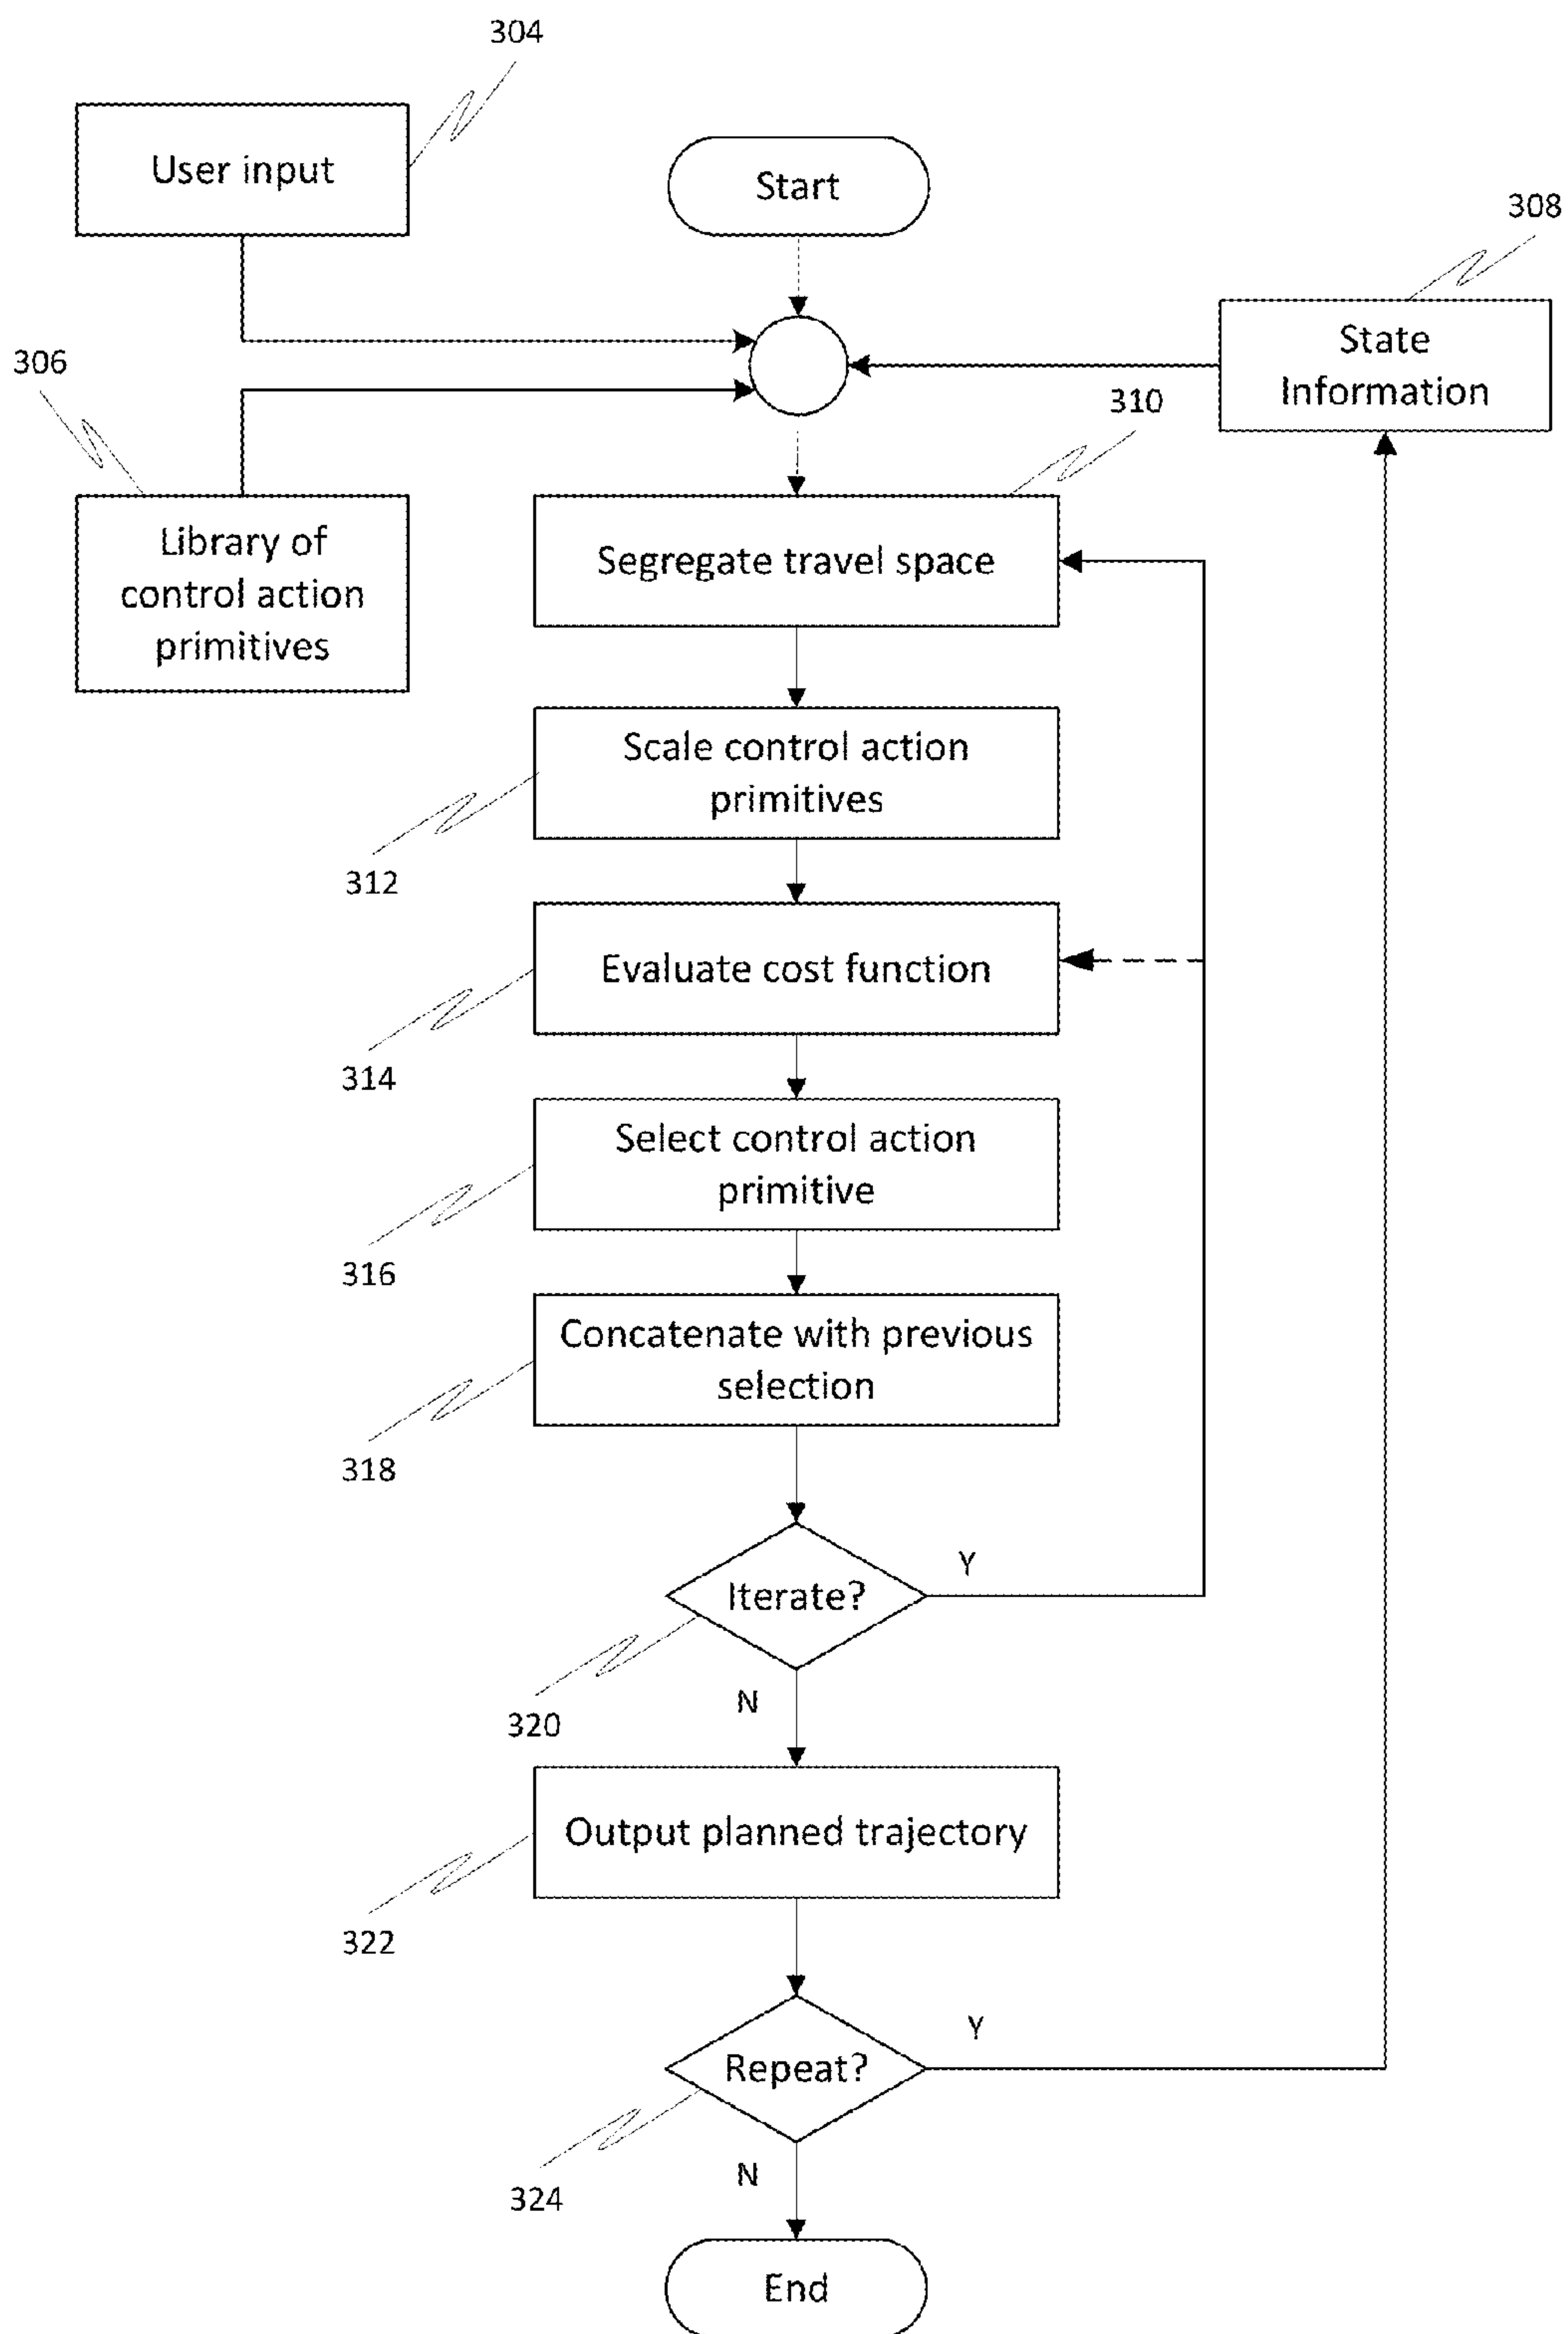 304
User input
Start
308
State
Information
306
310
Library of
control action
primitives
Segregate travel space
Scale control action
primitives
312
Evaluate cost function
314
Select control action
primitive
316
Concatenate with previous
selection
318
Y
Iterate?
N
320
Output planned trajectory
322
Y
Repeat?
N
324
End